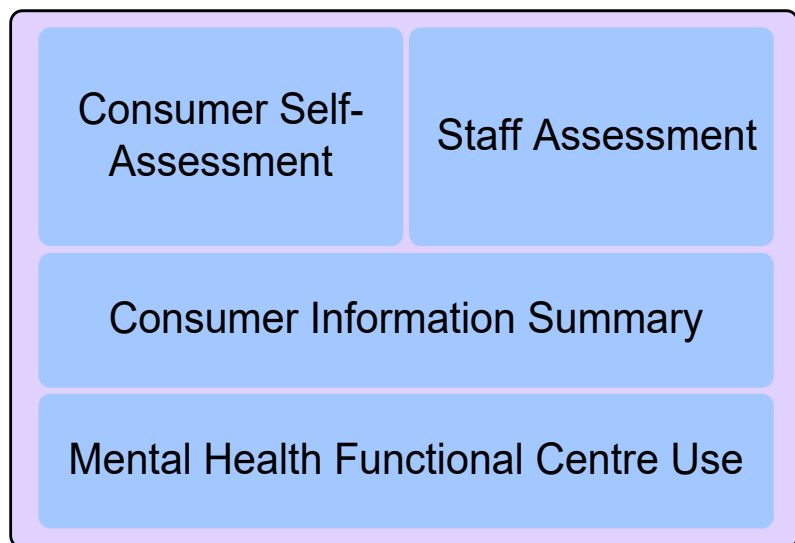 Consumer Self-
Assessment
Staff Assessment
Consumer Information Summary
Mental Health Functional Centre Use